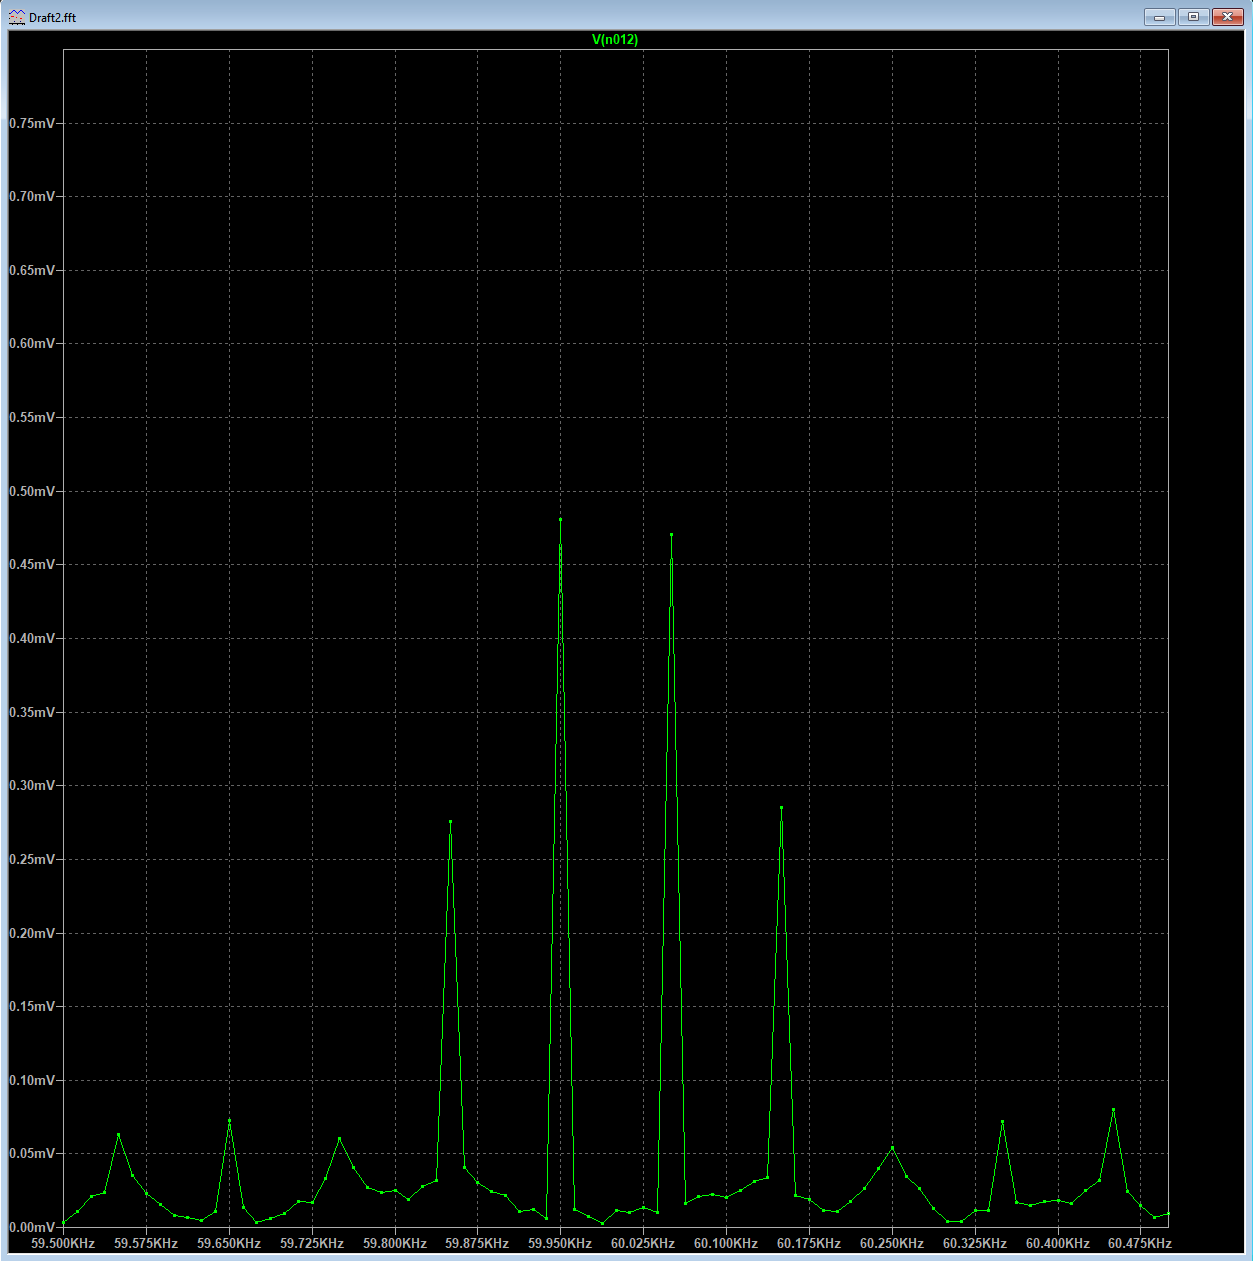 Draft2.fft
V(n012)
0.75mV
0.70mV
0.65mV
0.60mV
0.55mV
0.50mV
0.45mV
0.40mV
0.35mV
0.30mV
0.25mV
0.20mV
0.15mV
0.10mV
0.05mV
0.00mV
59.500KHz 59.575KHz 59.650KHz 59.725KHz 59.800KHz 59.875KHz 59.950KHz 60.025KHz 60.100KHz 60.175KHz 60.250KHz 60.325KHz 60.400KHz 60.475KHz